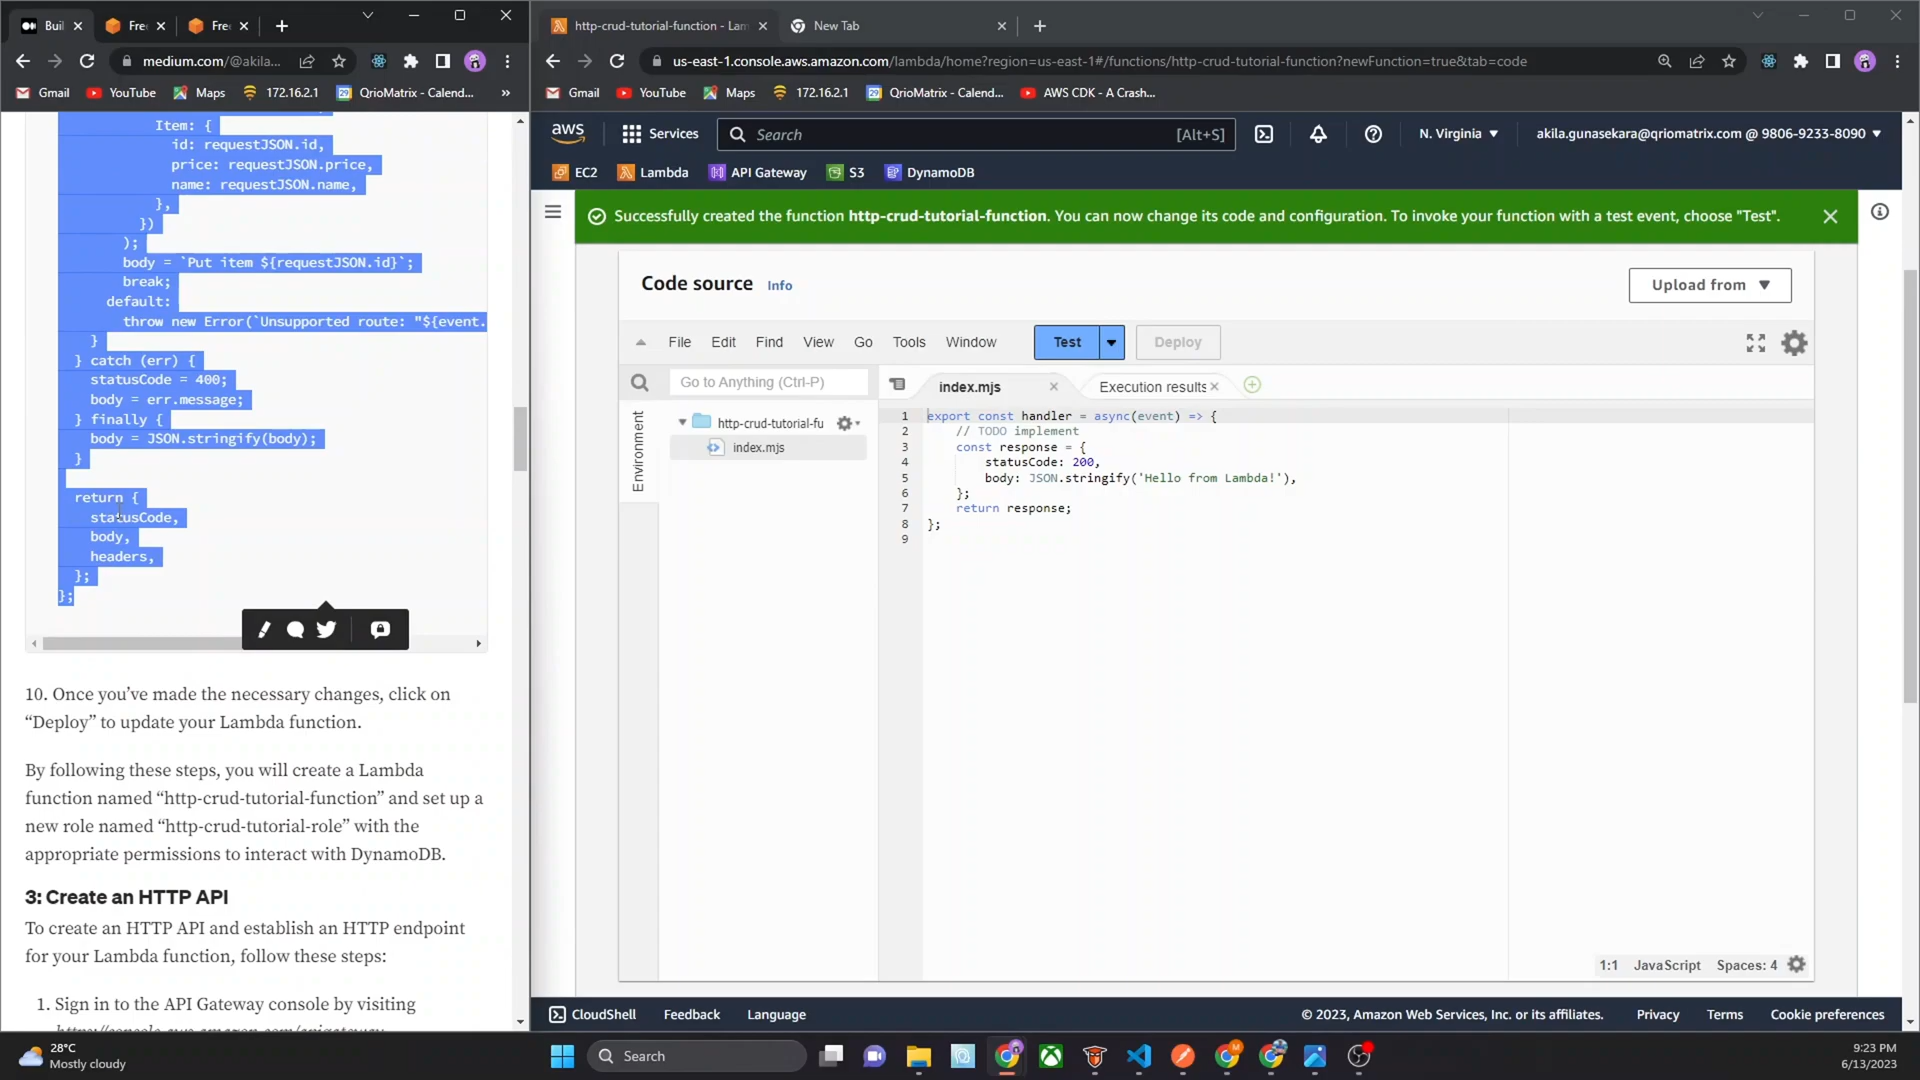 Buil
Free
Free
http-crud-tutorial-function - Lam
New Tab
medium.com/@akila...
us-east-1.console.aws.amazon.com/lambda/home?region=us-east-1#/functions/http-crud-tutorial-function?newFunction=true&tab=code
Gmail
YouTube
Maps
172.16.2.1
QrioMatrix - Calend...
»
Gmail
YouTube
Maps
172.16.2.1
QrioMatrix - Calend...
AWS CDK - A Crash...
aws
Services
Search
[Alt+S]
N. Virginia
akila.gunasekara@qriomatrix.com @ 9806-9233-8090
EC2
Lambda
API Gateway
S3
DynamoDB
Item: {
id: requestJSON.id,
price: requestJSON.price,
name: requestJSON.name,
},
})
);
body = `Put item ${requestJSON.id}`;
break;
default:
throw new Error(`Unsupported route: "${event.
}
} catch (err) {
statusCode = 400;
body = err.message;
} finally {
body = JSON.stringify(body);
}
return {
statusCode,
body,
headers,
};
};
10. Once you’ve made the necessary changes, click on
“Deploy” to update your Lambda function.
By following these steps, you will create a Lambda
function named “http-crud-tutorial-function” and set up a
new role named “http-crud-tutorial-role” with the
appropriate permissions to interact with DynamoDB.
3: Create an HTTP API
To create an HTTP API and establish an HTTP endpoint
for your Lambda function, follow these steps:
1. Sign in to the API Gateway console by visiting
Successfully created the function http-crud-tutorial-function. You can now change its code and configuration. To invoke your function with a test event, choose "Test".
Code source
Info
Upload from
File
Edit
Find
View
Go
Tools
Window
Test
Deploy
Go to Anything (Ctrl-P)
index.mjs
Execution results
Environment
http-crud-tutorial-fu
index.mjs
1 export const handler = async(event) => {
2 // TODO implement
3 const response = {
4 statusCode: 200,
5 body: JSON.stringify('Hello from Lambda!'),
6 };
7 return response;
8 };
9
1:1
JavaScript
Spaces: 4
CloudShell
Feedback
Language
© 2023, Amazon Web Services, Inc. or its affiliates.
Privacy
Terms
Cookie preferences
28°C
Mostly cloudy
Search
9:23 PM
6/13/2023